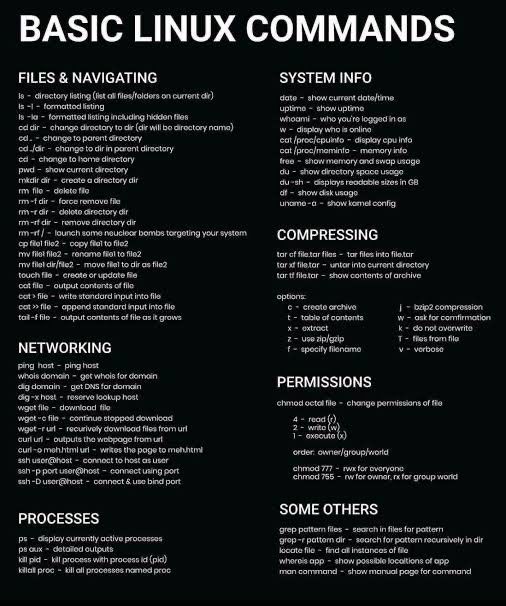 BASIC LINUX COMMANDS
FILES & NAVIGATING
ls - directory listing (list all files/folders on current dir)
ls -l - formatted listing
ls -la - formatted listing including hidden files
cd dir - change directory to dir (dir will be directory name)
cd .. - change to parent directory
cd ../dir - change to dir in parent directory
cd - change to home directory
pwd - show current directory
mkdir dir - create a directory dir
rm file - delete file
rm -f dir - force remove file
rm -r dir - delete directory dir
rm -rf dir - remove directory dir
rm -rf / - launch some neuclear bombs targeting your system
cp file1 file2 - copy file1 to file2
mv file1 file2 - rename file1 to file2
mv file1 dir/file2 - move file1 to dir as file2
touch file - create or update file
cat file - output contents of file
cat > file - write standard input into file
cat >> file - append standard input into file
tail -f file - output contents of file as it grows
NETWORKING
ping host - ping host
whois domain - get whois for domain
dig domain - get DNS for domain
dig -x host - reserve lookup host
wget file - download file
wget -c file - continue stopped download
wget -r url - recurively download files from url
curl url - outputs the webpage from url
curl -o meh.html url - writes the page to meh.html
ssh user@host - connect to host as user
ssh -p port user@host - connect using port
ssh -D user@host - connect & use bind port
PROCESSES
ps - display currently active processes
ps aux - detailed outputs
kill pid - kill process with process id (pid)
killall proc - kill all processes named proc
SYSTEM INFO
date - show current date/time
uptime - show uptime
whoami - who you're logged in as
w - display who is online
cat /proc/cpuinfo - display cpu info
cat /proc/meminfo - memory info
free - show memory and swap usage
du - show directory space usage
du -sh - displays readable sizes in GB
df - show disk usage
uname -a - show kernel config
COMPRESSING
tar cf file.tar files - tar files into file.tar
tar xf file.tar - untar into current directory
tar tf file.tar - show contents of archive
options:
c - create archive j - bzip2 compression
t - table of contents w - ask for comfirmation
x - extract k - do not overwrite
z - use zip/gzip T - files from file
f - specify filename v - verbose
PERMISSIONS
chmod octal file - change permissions of file
4 - read (r)
2 - write (w)
1 - execute (x)
order: owner/group/world
chmod 777 - rwx for everyone
chmod 755 - rw for owner, rx for group world
SOME OTHERS
grep pattern files - search in files for pattern
grep -r pattern dir - search for pattern recursively in dir
locate file - find all instances of file
whereis app - show possible locaitions of app
man command - show manual page for command